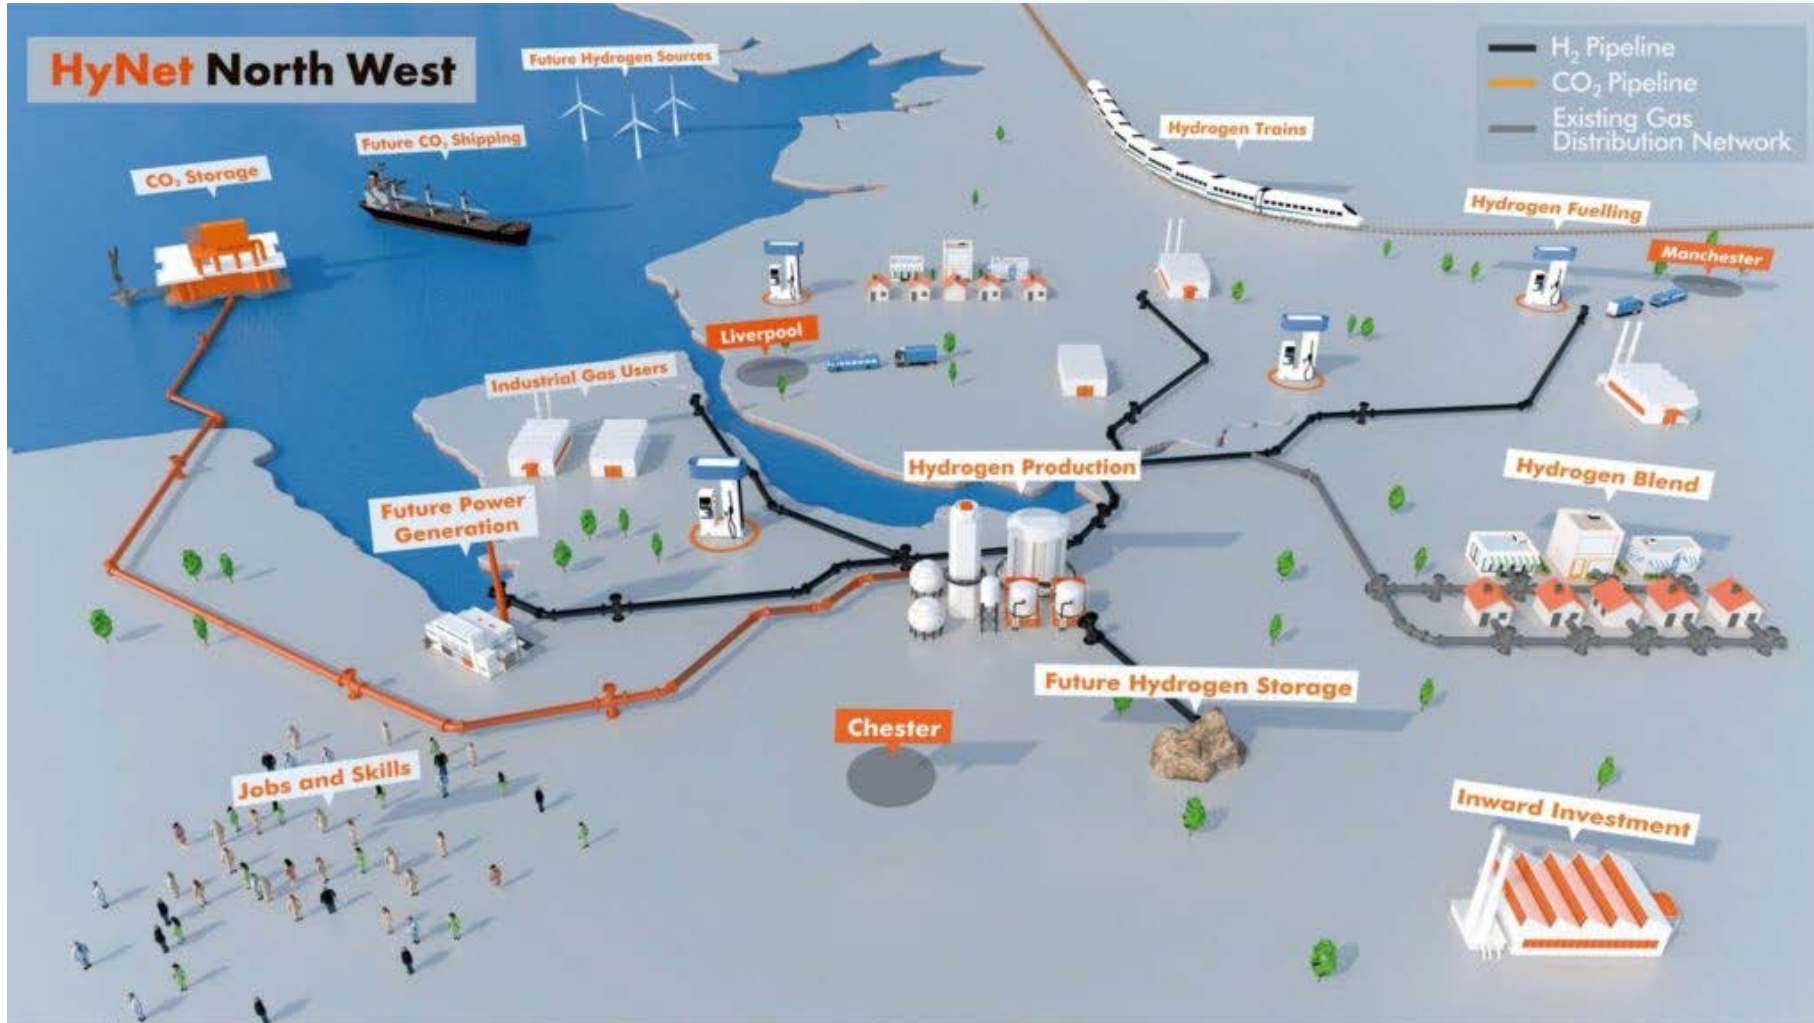 HyNet North West
Future Hydrogen Sources
Future CO₂ Shipping
CO₂ Storage
H₂ Pipeline
CO₂ Pipeline
Existing Gas
Distribution Network
Hydrogen Trains
Hydrogen Fuelling
Manchester
Liverpool
Industrial Gas Users
Hydrogen Production
Hydrogen Blend
Future Power
Generation
Future Hydrogen Storage
Chester
Jobs and Skills
Inward Investment